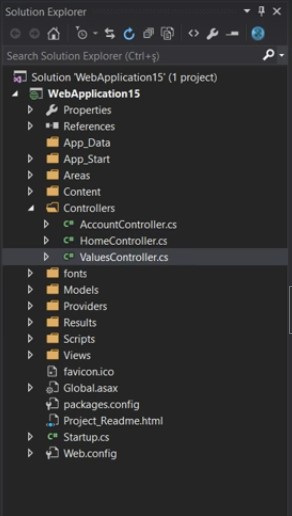 Solution Explorer
Search Solution Explorer (Ctrl+ş)
Solution 'WebApplication15' (1 project)
WebApplication15
Properties
References
App_Data
App_Start
Areas
Content
Controllers
C# AccountController.cs
C# HomeController.cs
C# ValuesController.cs
fonts
Models
Providers
Results
Scripts
Views
favicon.ico
Global.asax
packages.config
Project_Readme.html
C# Startup.cs
Web.config